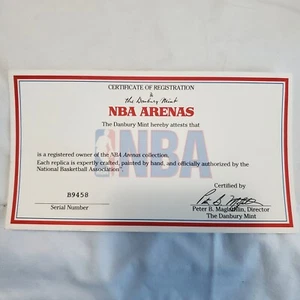 CERTIFICATE OF REGISTRATION
The Danbury Mint
NBA ARENAS
The Danbury Mint hereby attests that
NBA
is a registered owner of the NBA Arenas collection.
Each replica is expertly crafted, painted by hand, and officially authorized by the
National Basketball Association.
Certified by
B9458
Serial Number
Peter B. Maglathlin, Director
The Danbury Mint